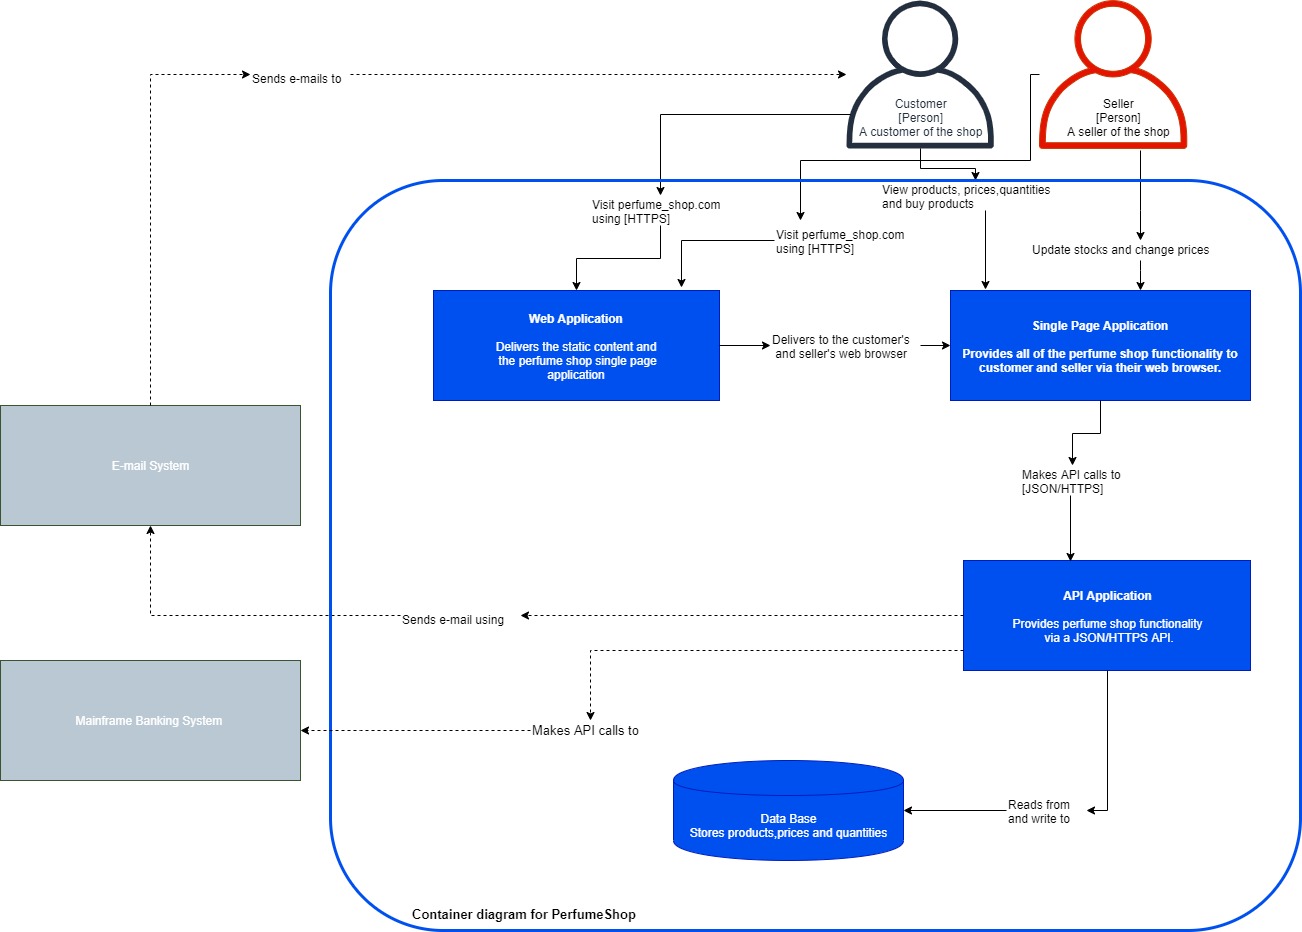 Sends e-mails to
Customer
[Person]
A customer of the shop
Seller
[Person]
A seller of the shop
Visit perfume_shop.com
using [HTTPS]
Visit perfume_shop.com
using [HTTPS]
View products, prices,quantities
and buy products
Update stocks and change prices
Web Application
Delivers the static content and
the perfume shop single page
application
Delivers to the customer's
and seller's web browser
Single Page Application
Provides all of the perfume shop functionality to
customer and seller via their web browser.
E-mail System
Makes API calls to
[JSON/HTTPS]
API Application
Provides perfume shop functionality
via a JSON/HTTPS API.
Sends e-mail using
Mainframe Banking System
Makes API calls to
Data Base
Stores products,prices and quantities
Reads from
and write to
Container diagram for PerfumeShop